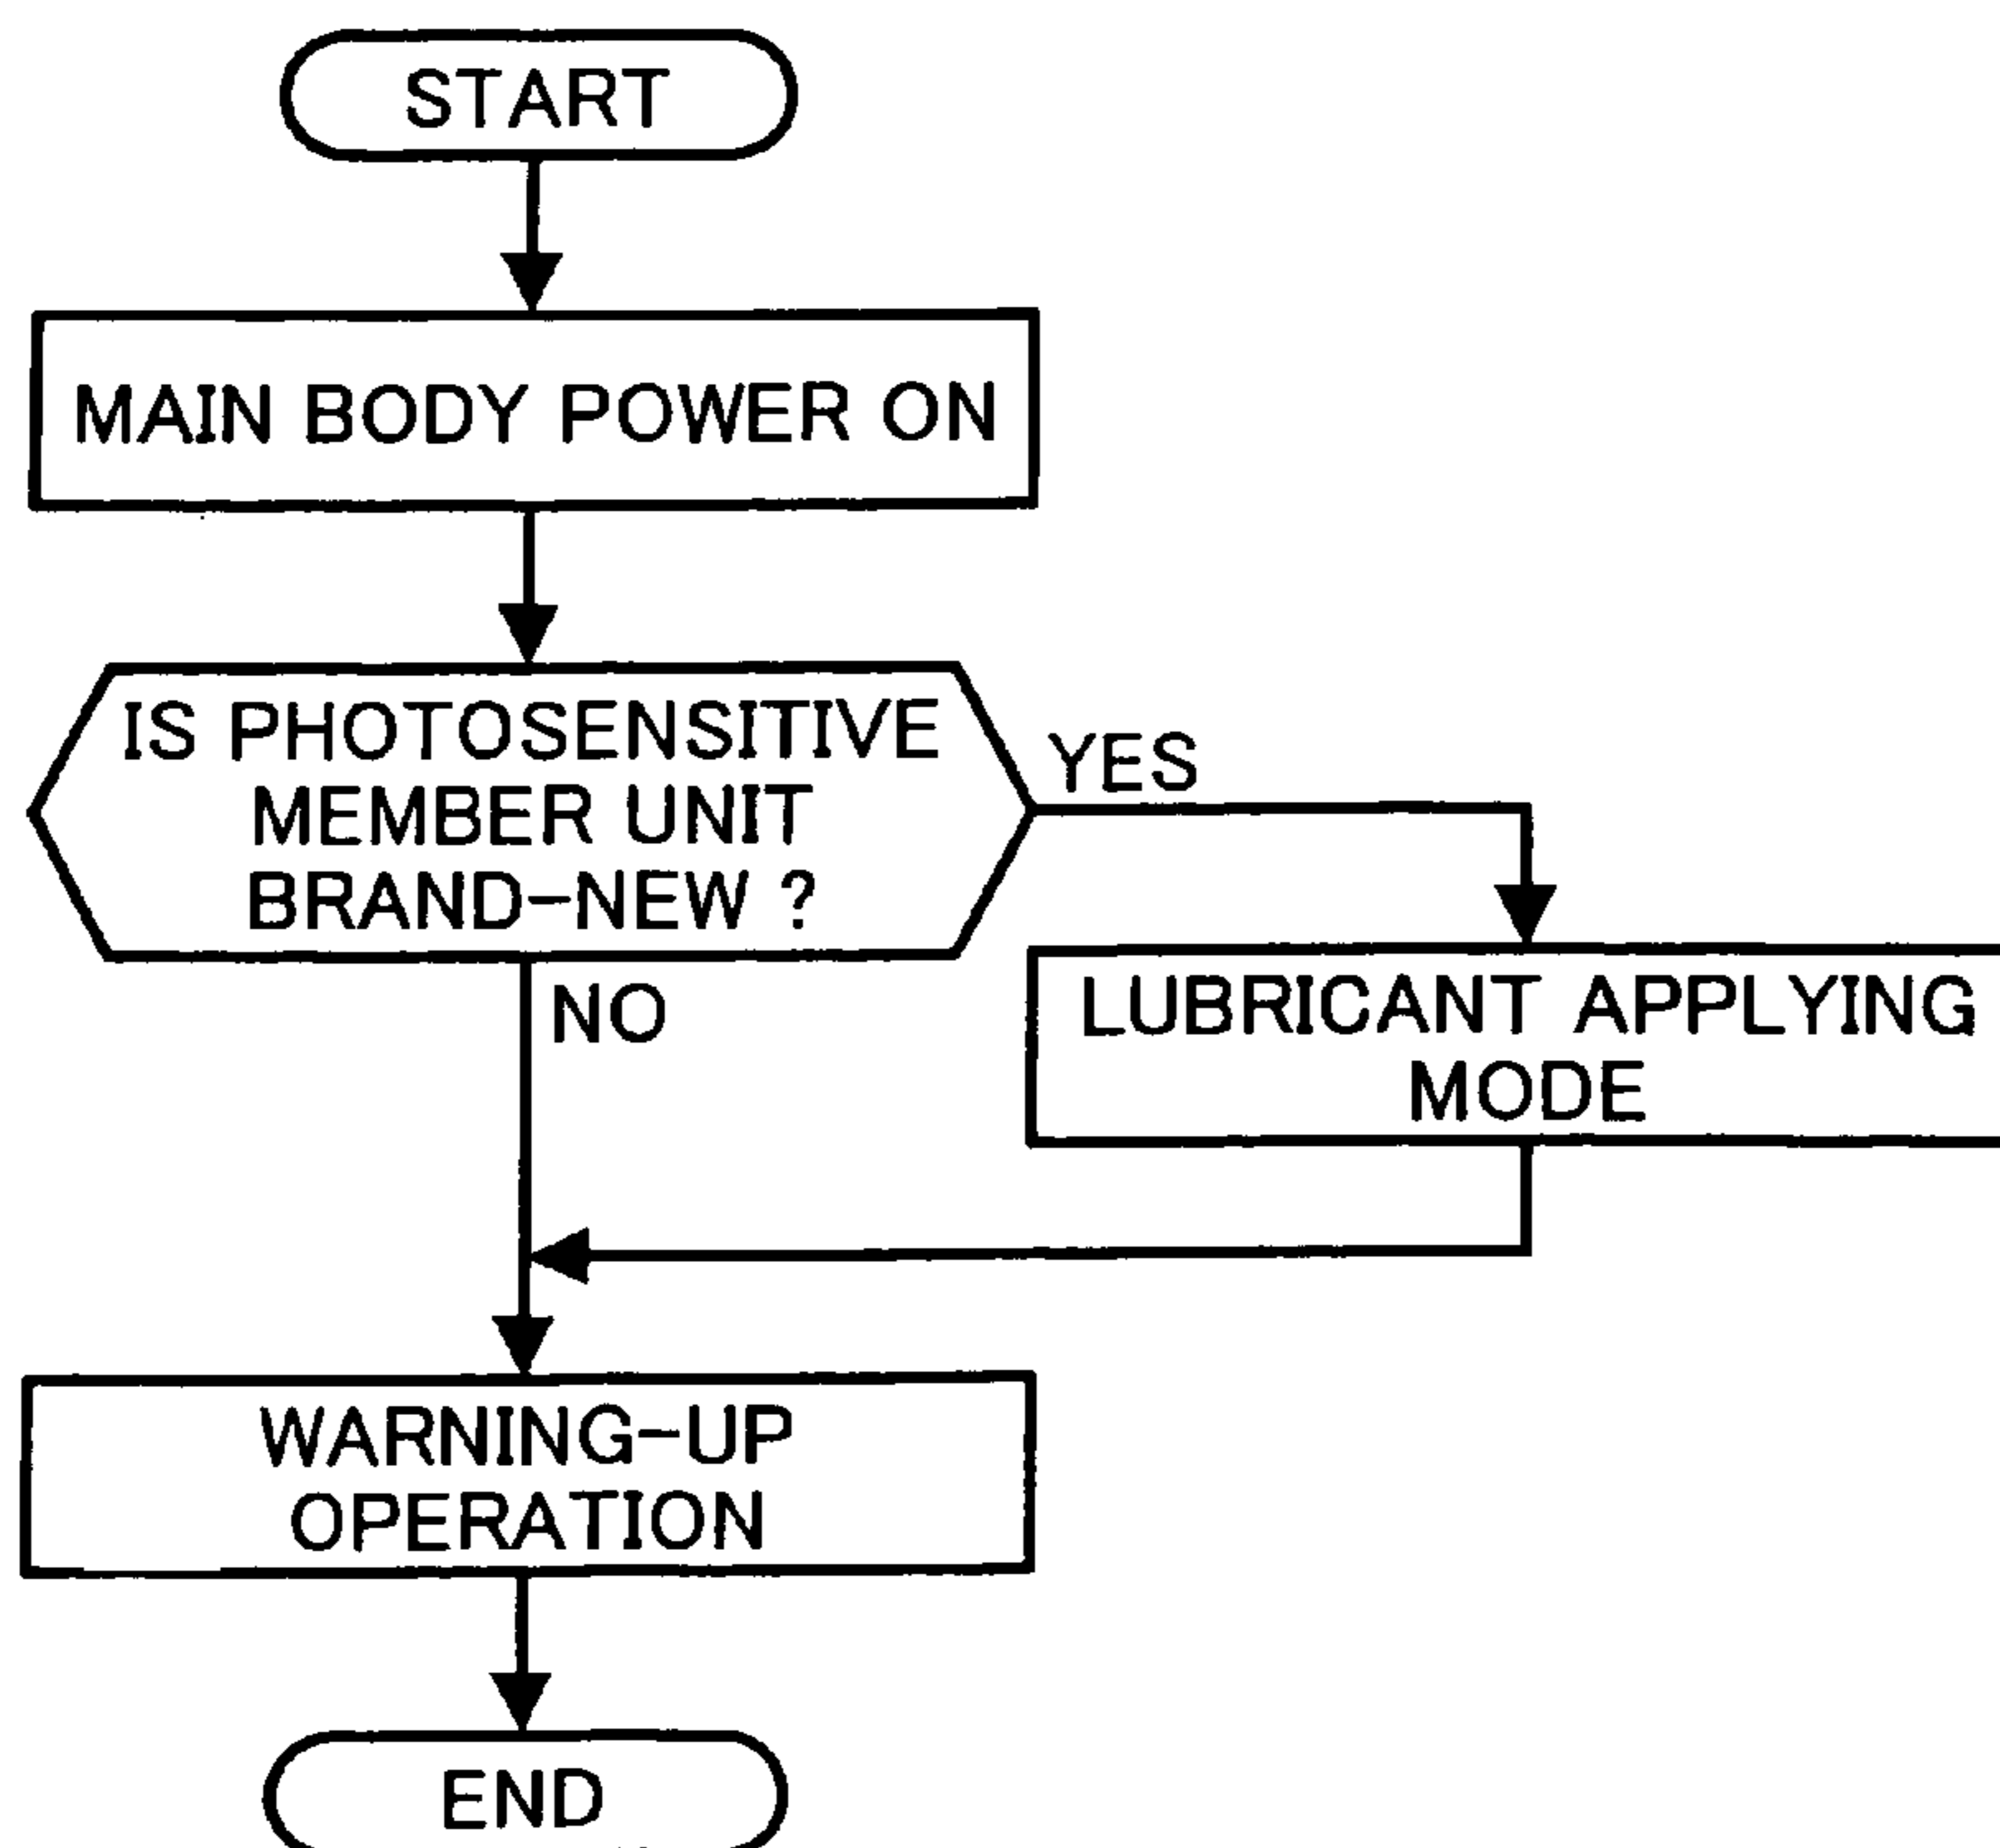 START
MAIN BODY POWER ON
IS PHOTOSENSITIVE
MEMBER UNIT
BRAND-NEW ?
YES
NO
LUBRICANT APPLYING
MODE
WARNING-UP
OPERATION
END